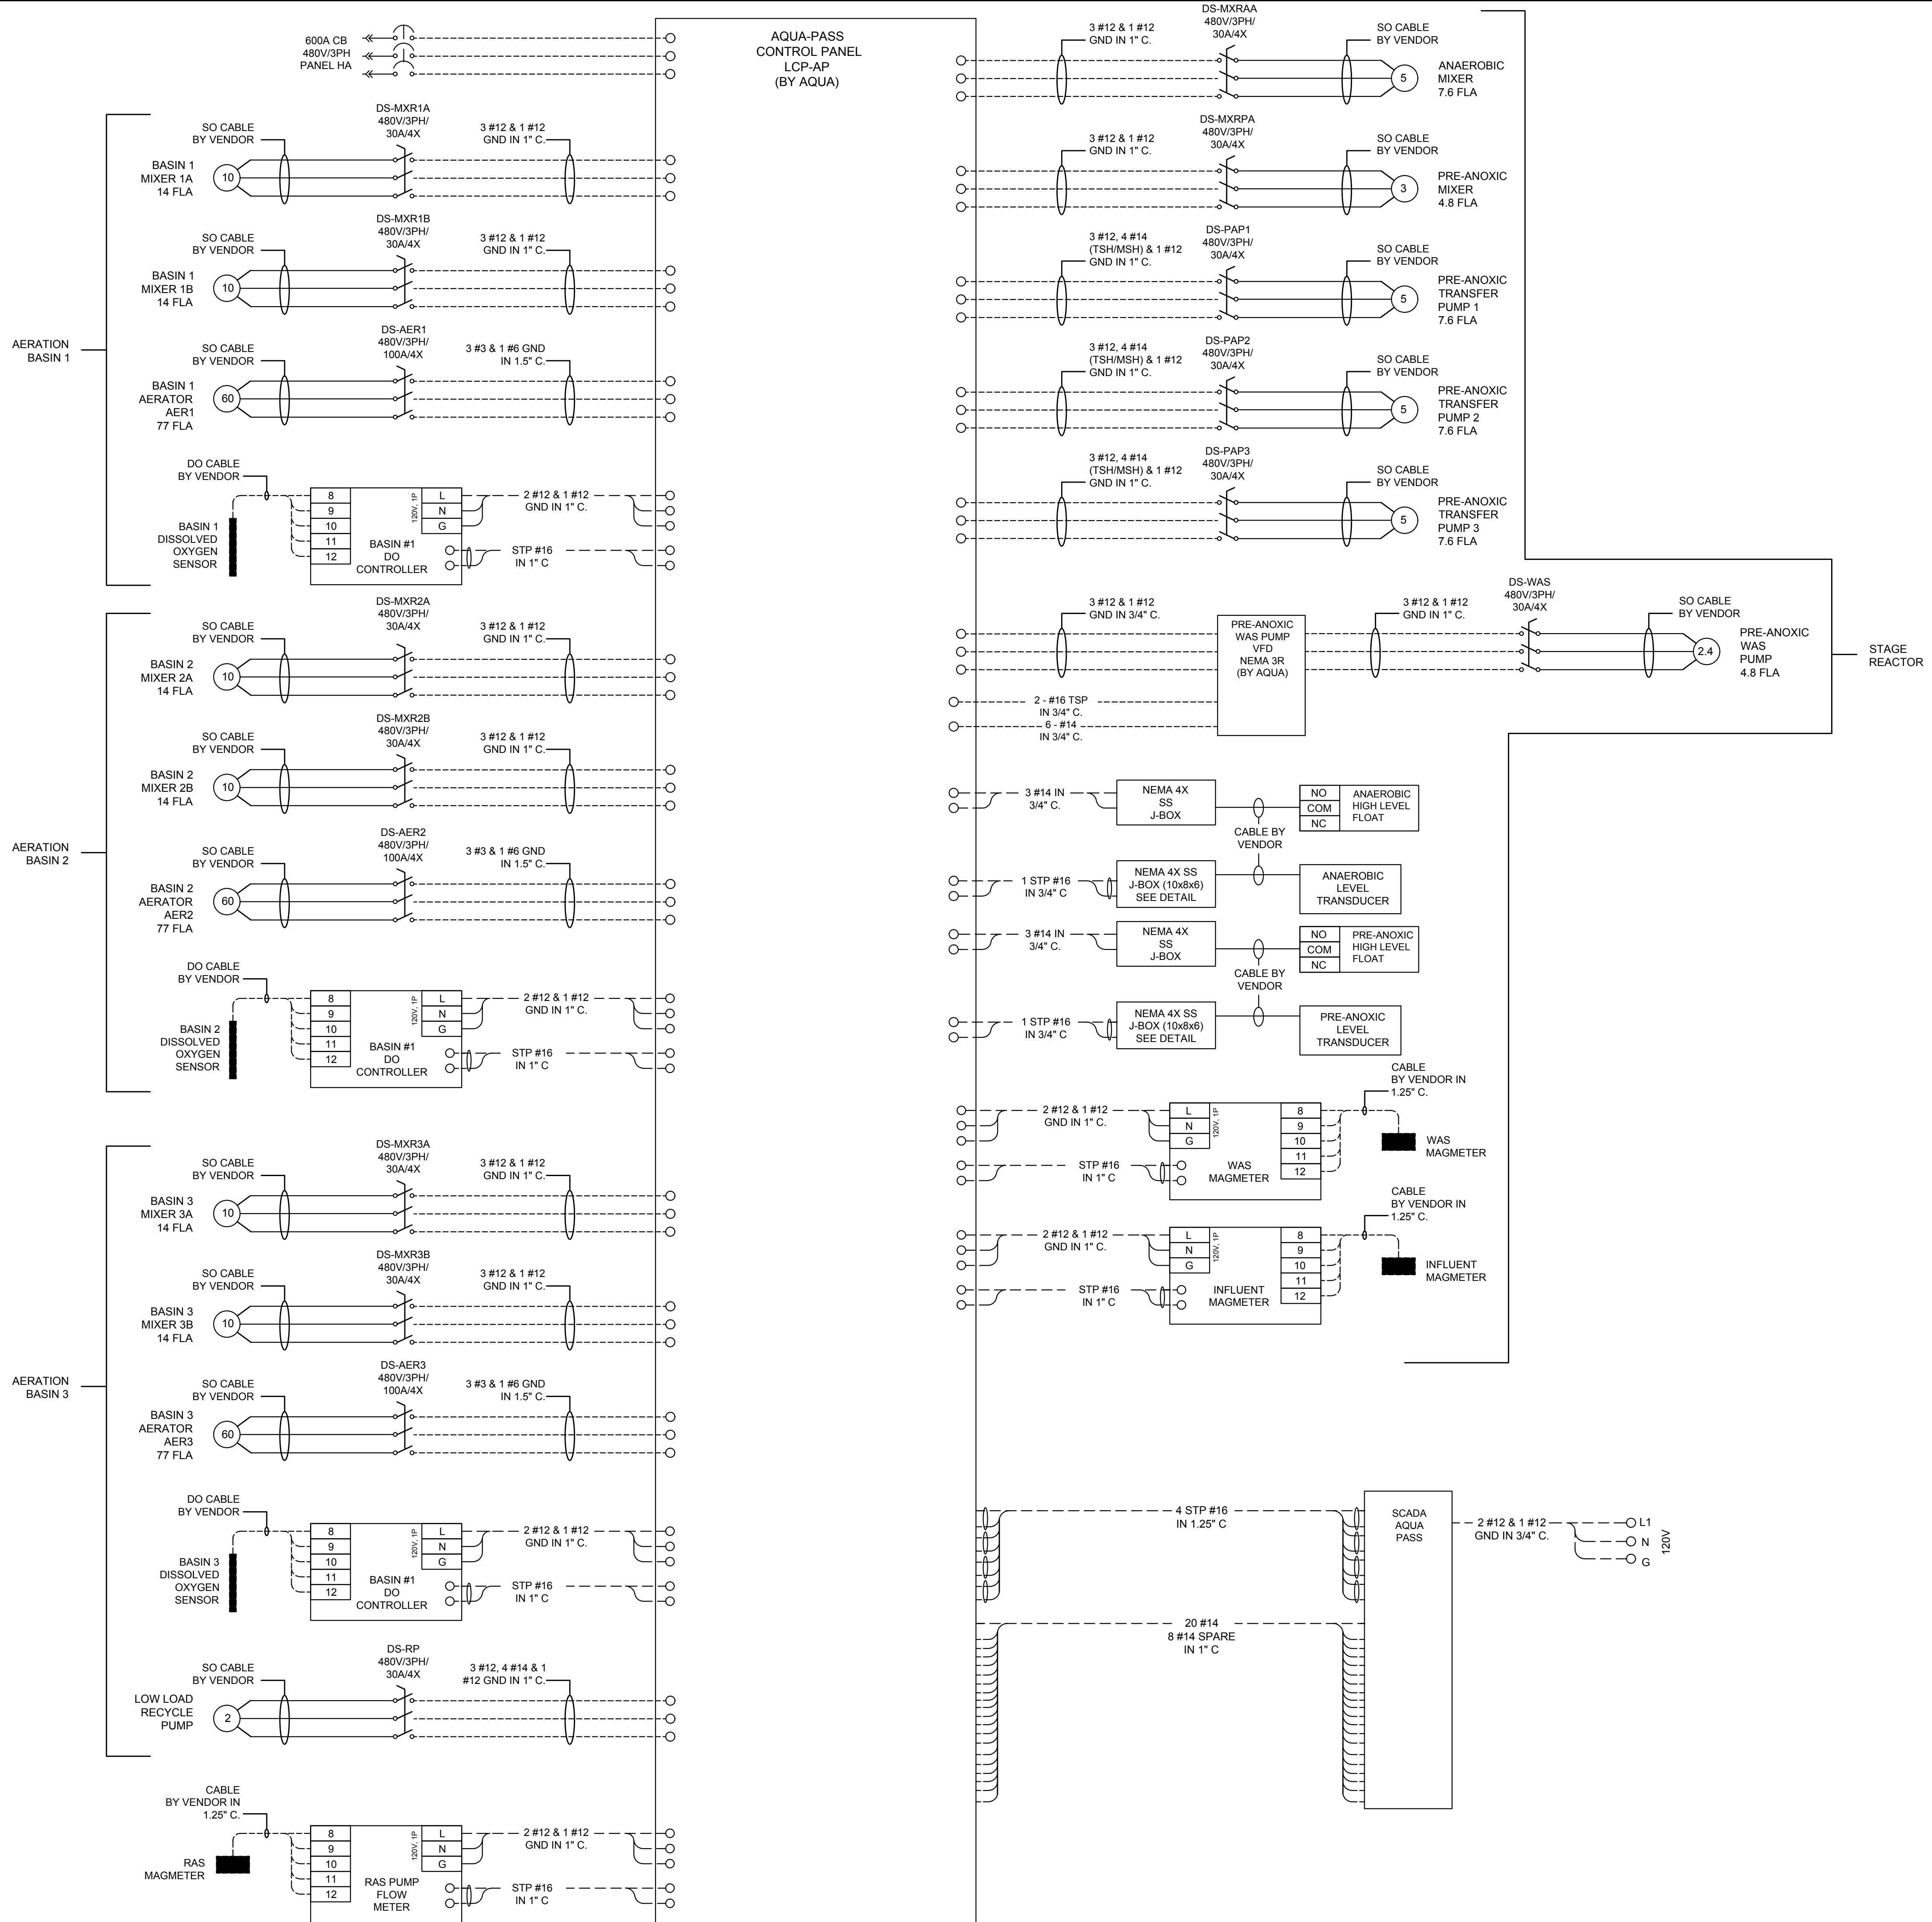 600A CB
480V/3PH
PANEL HA
AQUA-PASS
CONTROL PANEL
LCP-AP
(BY AQUA)
AERATION
BASIN 1
SO CABLE
BY VENDOR
DS-MXR1A
480V/3PH/
30A/4X
3 #12 & 1 #12
GND IN 1" C.
BASIN 1
MIXER 1A
14 FLA
10
SO CABLE
BY VENDOR
DS-MXR1B
480V/3PH/
30A/4X
3 #12 & 1 #12
GND IN 1" C.
BASIN 1
MIXER 1B
14 FLA
10
SO CABLE
BY VENDOR
DS-AER1
480V/3PH/
100A/4X
3 #3 & 1 #6 GND
IN 1.5" C.
BASIN 1
AERATOR
AER1
77 FLA
60
DO CABLE
BY VENDOR
BASIN 1
DISSOLVED
OXYGEN
SENSOR
8
9
10
11
12
120V, 1P
L
N
G
BASIN #1
DO
CONTROLLER
2 #12 & 1 #12
GND IN 1" C.
STP #16
IN 1" C
AERATION
BASIN 2
SO CABLE
BY VENDOR
DS-MXR2A
480V/3PH/
30A/4X
3 #12 & 1 #12
GND IN 1" C.
BASIN 2
MIXER 2A
14 FLA
10
SO CABLE
BY VENDOR
DS-MXR2B
480V/3PH/
30A/4X
3 #12 & 1 #12
GND IN 1" C.
BASIN 2
MIXER 2B
14 FLA
10
SO CABLE
BY VENDOR
DS-AER2
480V/3PH/
100A/4X
3 #3 & 1 #6 GND
IN 1.5" C.
BASIN 2
AERATOR
AER2
77 FLA
60
DO CABLE
BY VENDOR
BASIN 2
DISSOLVED
OXYGEN
SENSOR
8
9
10
11
12
120V, 1P
L
N
G
BASIN #1
DO
CONTROLLER
2 #12 & 1 #12
GND IN 1" C.
STP #16
IN 1" C
AERATION
BASIN 3
SO CABLE
BY VENDOR
DS-MXR3A
480V/3PH/
30A/4X
3 #12 & 1 #12
GND IN 1" C.
BASIN 3
MIXER 3A
14 FLA
10
SO CABLE
BY VENDOR
DS-MXR3B
480V/3PH/
30A/4X
3 #12 & 1 #12
GND IN 1" C.
BASIN 3
MIXER 3B
14 FLA
10
SO CABLE
BY VENDOR
DS-AER3
480V/3PH/
100A/4X
3 #3 & 1 #6 GND
IN 1.5" C.
BASIN 3
AERATOR
AER3
77 FLA
60
DO CABLE
BY VENDOR
BASIN 3
DISSOLVED
OXYGEN
SENSOR
8
9
10
11
12
120V, 1P
L
N
G
BASIN #1
DO
CONTROLLER
2 #12 & 1 #12
GND IN 1" C.
STP #16
IN 1" C
SO CABLE
BY VENDOR
DS-RP
480V/3PH/
30A/4X
3 #12, 4 #14 & 1
#12 GND IN 1" C.
LOW LOAD
RECYCLE
PUMP
2
CABLE
BY VENDOR IN
1.25" C.
RAS
MAGMETER
8
9
10
11
12
120V, 1P
L
N
G
RAS PUMP
FLOW
METER
2 #12 & 1 #12
GND IN 1" C.
STP #16
IN 1" C
3 #12 & 1 #12
GND IN 1" C.
DS-MXRAA
480V/3PH/
30A/4X
SO CABLE
BY VENDOR
5
ANAEROBIC
MIXER
7.6 FLA
3 #12 & 1 #12
GND IN 1" C.
DS-MXRPA
480V/3PH/
30A/4X
SO CABLE
BY VENDOR
3
PRE-ANOXIC
MIXER
4.8 FLA
3 #12, 4 #14
(TSH/MSH) & 1 #12
GND IN 1" C.
DS-PAP1
480V/3PH/
30A/4X
SO CABLE
BY VENDOR
5
PRE-ANOXIC
TRANSFER
PUMP 1
7.6 FLA
3 #12, 4 #14
(TSH/MSH) & 1 #12
GND IN 1" C.
DS-PAP2
480V/3PH/
30A/4X
SO CABLE
BY VENDOR
5
PRE-ANOXIC
TRANSFER
PUMP 2
7.6 FLA
3 #12, 4 #14
(TSH/MSH) & 1 #12
GND IN 1" C.
DS-PAP3
480V/3PH/
30A/4X
SO CABLE
BY VENDOR
5
PRE-ANOXIC
TRANSFER
PUMP 3
7.6 FLA
3 #12 & 1 #12
GND IN 3/4" C.
PRE-ANOXIC
WAS PUMP
VFD
NEMA 3R
(BY AQUA)
3 #12 & 1 #12
GND IN 1" C.
DS-WAS
480V/3PH/
30A/4X
SO CABLE
BY VENDOR
2.4
PRE-ANOXIC
WAS
PUMP
4.8 FLA
STAGE
REACTOR
2 - #16 TSP
IN 3/4" C.
6 - #14
IN 3/4" C.
3 #14 IN
3/4" C.
NEMA 4X
SS
J-BOX
NO
COM
NC
ANAEROBIC
HIGH LEVEL
FLOAT
CABLE BY
VENDOR
1 STP #16
IN 3/4" C
NEMA 4X SS
J-BOX (10x8x6)
SEE DETAIL
ANAEROBIC
LEVEL
TRANSDUCER
3 #14 IN
3/4" C.
NEMA 4X
SS
J-BOX
NO
COM
NC
PRE-ANOXIC
HIGH LEVEL
FLOAT
CABLE BY
VENDOR
1 STP #16
IN 3/4" C
NEMA 4X SS
J-BOX (10x8x6)
SEE DETAIL
PRE-ANOXIC
LEVEL
TRANSDUCER
2 #12 & 1 #12
GND IN 1" C.
STP #16
IN 1" C
L
N
G
120V, 1P
WAS
MAGMETER
8
9
10
11
12
CABLE
BY VENDOR IN
1.25" C.
WAS
MAGMETER
2 #12 & 1 #12
GND IN 1" C.
STP #16
IN 1" C
L
N
G
120V, 1P
INFLUENT
MAGMETER
8
9
10
11
12
CABLE
BY VENDOR IN
1.25" C.
INFLUENT
MAGMETER
4 STP #16
IN 1.25" C
SCADA
AQUA
PASS
2 #12 & 1 #12
GND IN 3/4" C.
L1
N
G
120V
20 #14
8 #14 SPARE
IN 1" C